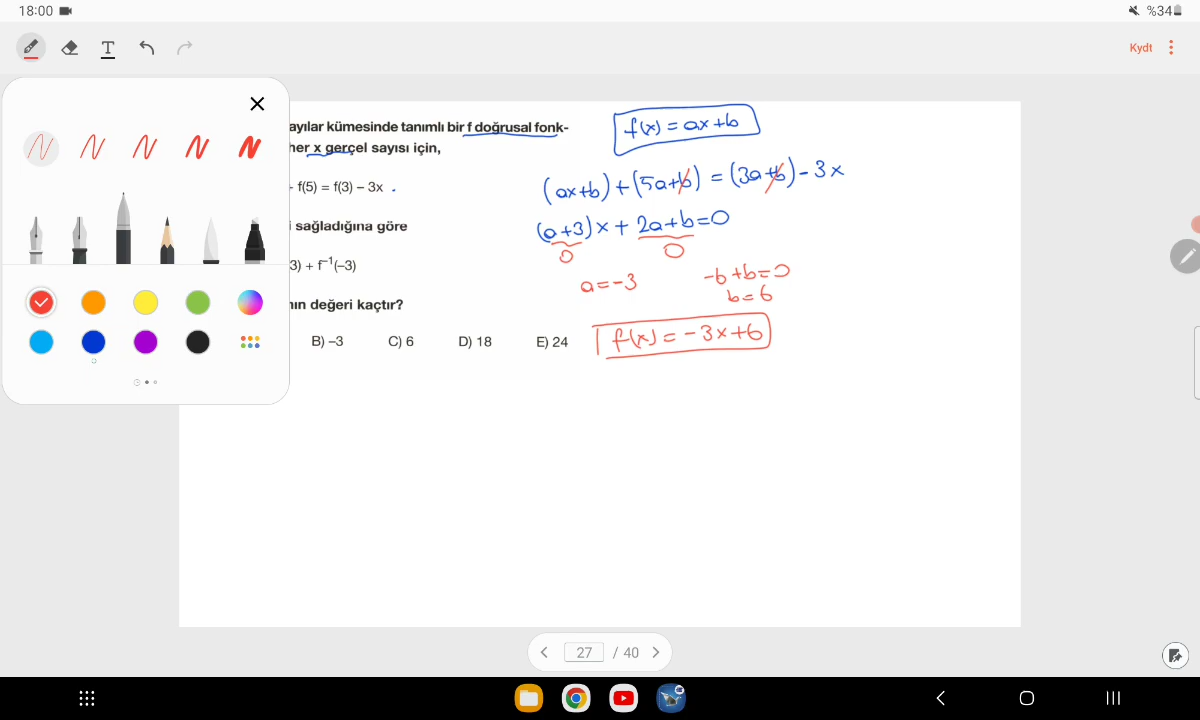 18:00
%34
T
Kydt
ayılar kümesinde tanımlı bir f doğrusal fonk-
her x gerçel sayısı için,
- f(5) = f(3) – 3x .
i sağladığına göre
3) + f⁻¹(–3)
nın değeri kaçtır?
B) –3 C) 6 D) 18 E) 24
f(x) = ax+b
(ax+b)+(5a+b) = (3a+b)-3x
(a+3)x + 2a+b=0
0 0
a=-3
-6+b=0
b=6
f(x) = -3x+6
27 / 40